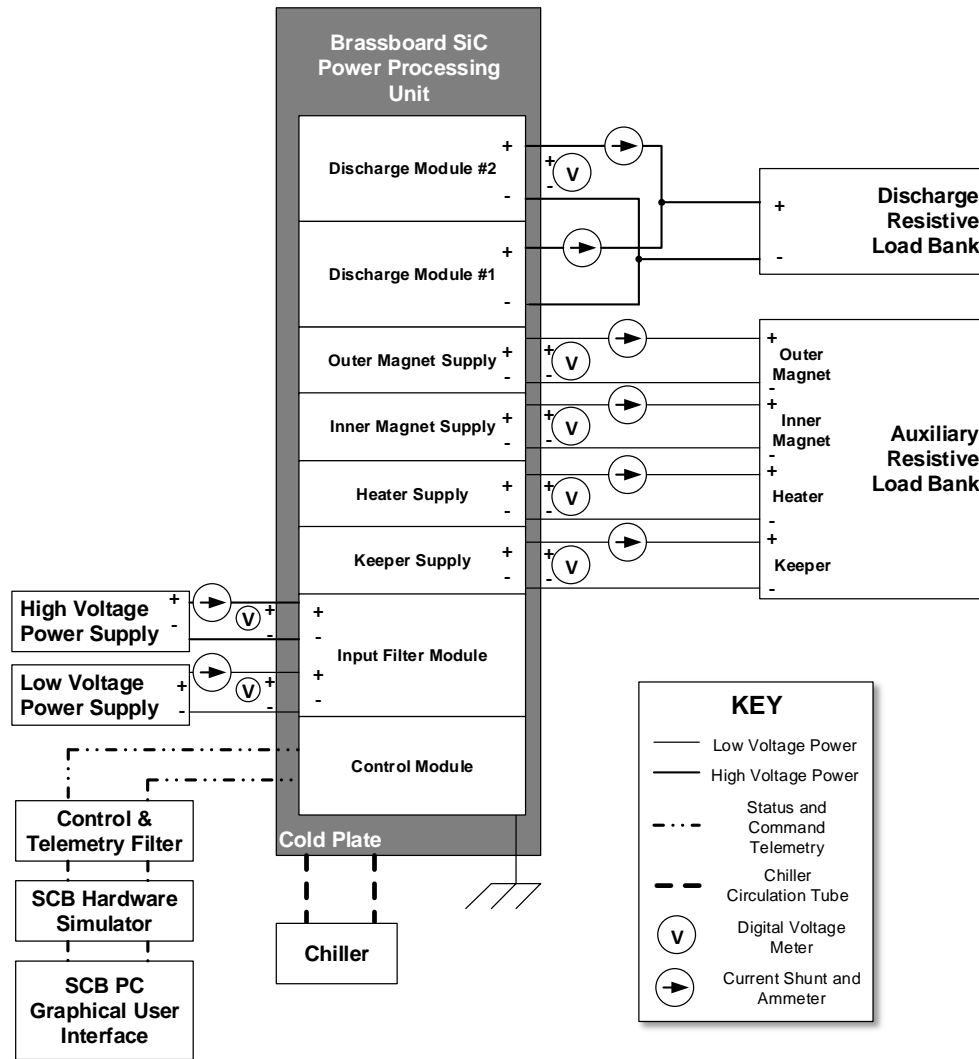 Brassboard SiC
Power Processing
Unit
+
Discharge Module #2
-
+
-
V
+
Discharge Module #1
-
+
-
Discharge
Resistive
Load Bank
Outer Magnet Supply
+
-
+
-
V
+
Outer
Magnet
-
Inner Magnet Supply
+
-
+
-
V
+
Inner
Magnet
-
Heater Supply
+
-
+
-
V
+
Heater
-
Keeper Supply
+
-
+
-
V
+
Keeper
-
Auxiliary
Resistive
Load Bank
High Voltage
Power Supply
+
-
V
+
-
+
-
Low Voltage
Power Supply
+
-
V
+
-
+
-
Input Filter Module
Control Module
Cold Plate
Control &
Telemetry Filter
SCB Hardware
Simulator
SCB PC
Graphical User
Interface
Chiller
KEY
Low Voltage Power
High Voltage Power
Status and
Command
Telemetry
Chiller
Circulation Tube
V
Digital Voltage
Meter
Current Shunt and
Ammeter